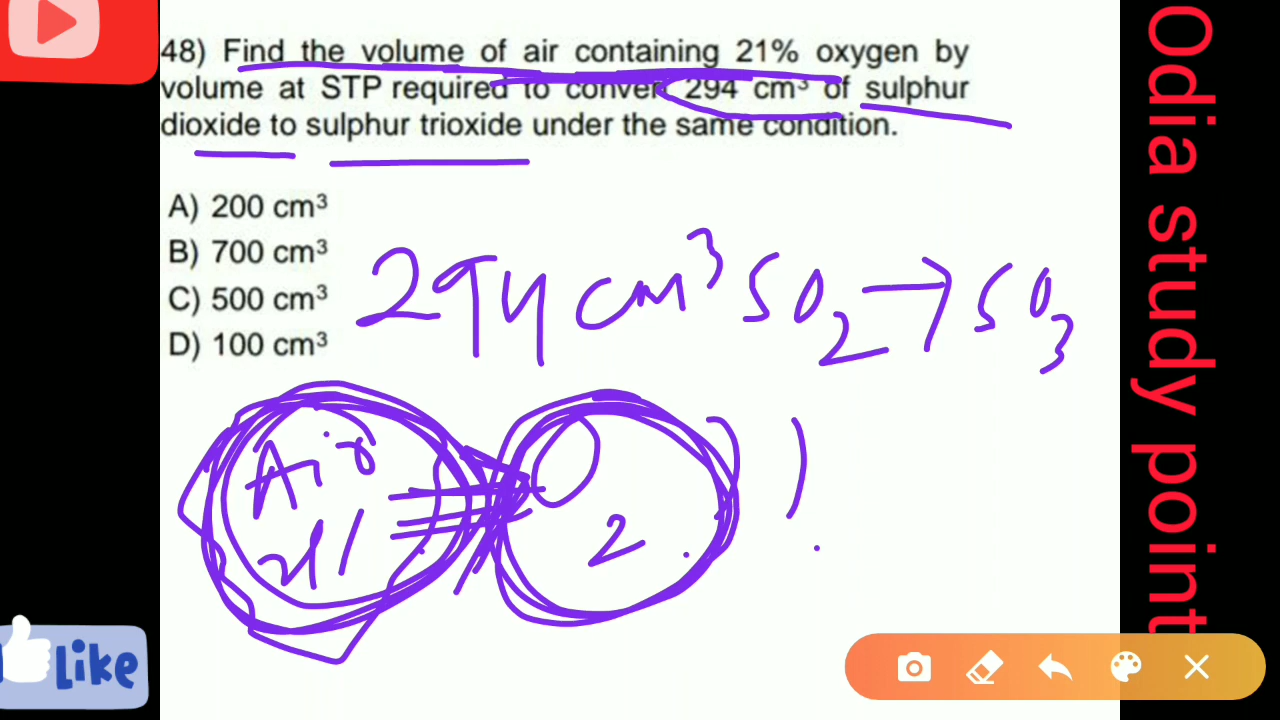 48) Find the volume of air containing 21% oxygen by
volume at STP required to convert 294 cm³ of sulphur
dioxide to sulphur trioxide under the same condition.
A) 200 cm³
B) 700 cm³
C) 500 cm³
D) 100 cm³
294 cm³ SO₂ → SO₃
Air
O
2
Like
Odia study point